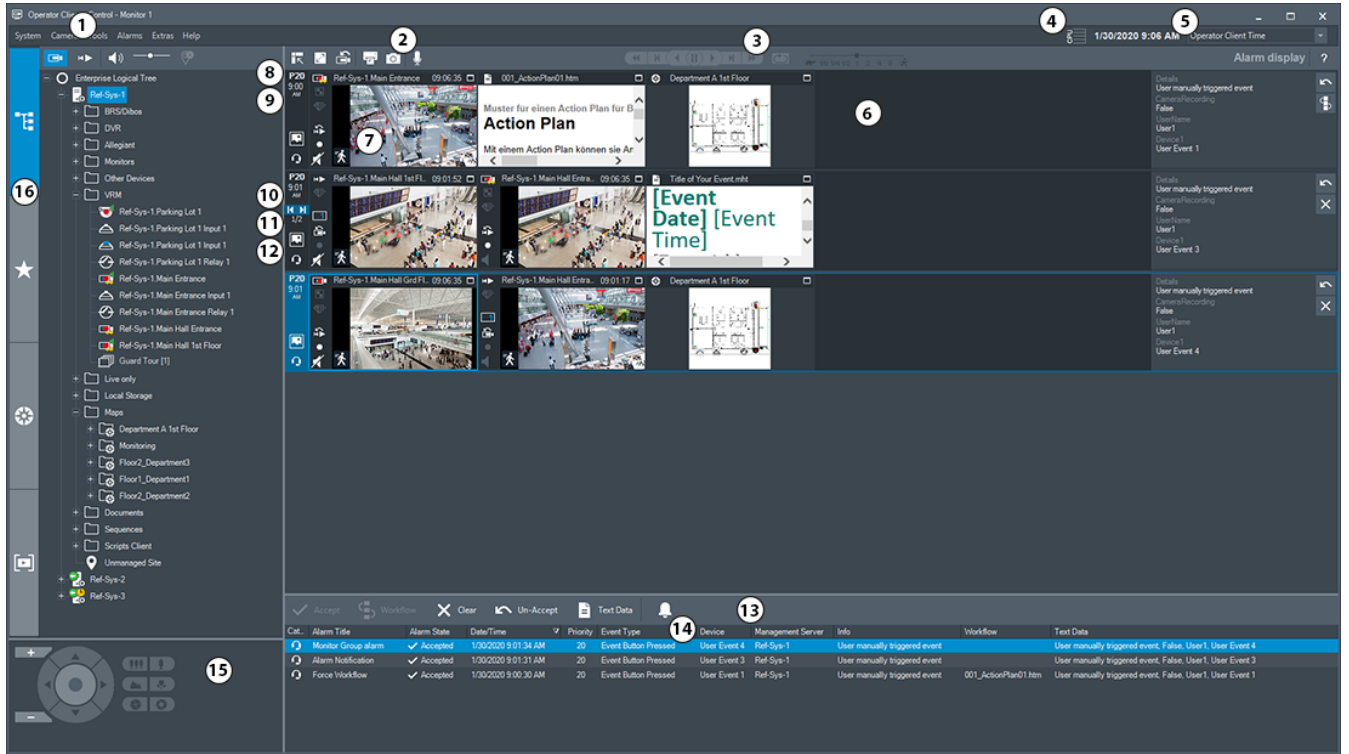 Operator Client Control - Monitor 1
1
4
5
System Camera Tools Alarms Extras Help
2
3
1/30/2020 9:06 AM Operator Client Time
Alarm display ?
Enterprise Logical Tree
Ref-Sys-1
BRS/Dibos
DVR
Allegiant
Monitors
Other Devices
VRM
Ref-Sys-1.Parking Lot 1
Ref-Sys-1.Parking Lot 1 Input 1
Ref-Sys-1.Parking Lot 1 Input 1
Ref-Sys-1.Parking Lot 1 Relay 1
Ref-Sys-1.Main Entrance
Ref-Sys-1.Main Entrance Input 1
Ref-Sys-1.Main Entrance Relay 1
Ref-Sys-1.Main Hall Entrance
Ref-Sys-1.Main Hall 1st Floor
Guard Tour [1]
Live only
Local Storage
Maps
Department A 1st Floor
Monitoring
Floor2_Department3
Floor1_Department1
Floor2_Department2
Documents
Sequences
Scripts Client
Unmanaged Site
Ref-Sys-2
Ref-Sys-3
16
8
9
10
11
12
P20 Ref-Sys-1.Main Entrance 09:06:35 001_ActionPlan01.htm Department A 1st Floor
9:00
AM
7
Muster für einen Action Plan für B
Action Plan
Mit einem Action Plan können sie Ar
6
Details
User manually triggered event
CameraRecording
False
UserName
User1
Device1
User Event 1
P20 Ref-Sys-1.Main Hall 1st Fl.. 09:01:52 Ref-Sys-1.Main Hall Entra.. 09:06:35 Title of Your Event.mht
9:01
AM
1/2
[Event
Date] [Event
Time]
Details
User manually triggered event
CameraRecording
False
UserName
User1
Device1
User Event 3
P20 Ref-Sys-1.Main Hall Grd Fl.. 09:06:35 Ref-Sys-1.Main Hall Entra.. 09:01:17 Department A 1st Floor
9:01
AM
Details
User manually triggered event
CameraRecording
False
UserName
User1
Device1
User Event 4
Accept Workflow Clear Un-Accept Text Data 13
Cat.. Alarm Title Alarm State Date/Time Priority Event Type 14 Device Management Server Info Workflow Text Data
Monitor Group alarm Accepted 1/30/2020 9:01:34 AM 20 Event Button Pressed User Event 4 Ref-Sys-1 User manually triggered event User manually triggered event, False, User1, User Event 4
Alarm Notification Accepted 1/30/2020 9:01:31 AM 20 Event Button Pressed User Event 3 Ref-Sys-1 User manually triggered event User manually triggered event, False, User1, User Event 3
Force Workflow Accepted 1/30/2020 9:00:30 AM 20 Event Button Pressed User Event 1 Ref-Sys-1 User manually triggered event 001_ActionPlan01.htm User manually triggered event, False, User1, User Event 1
15